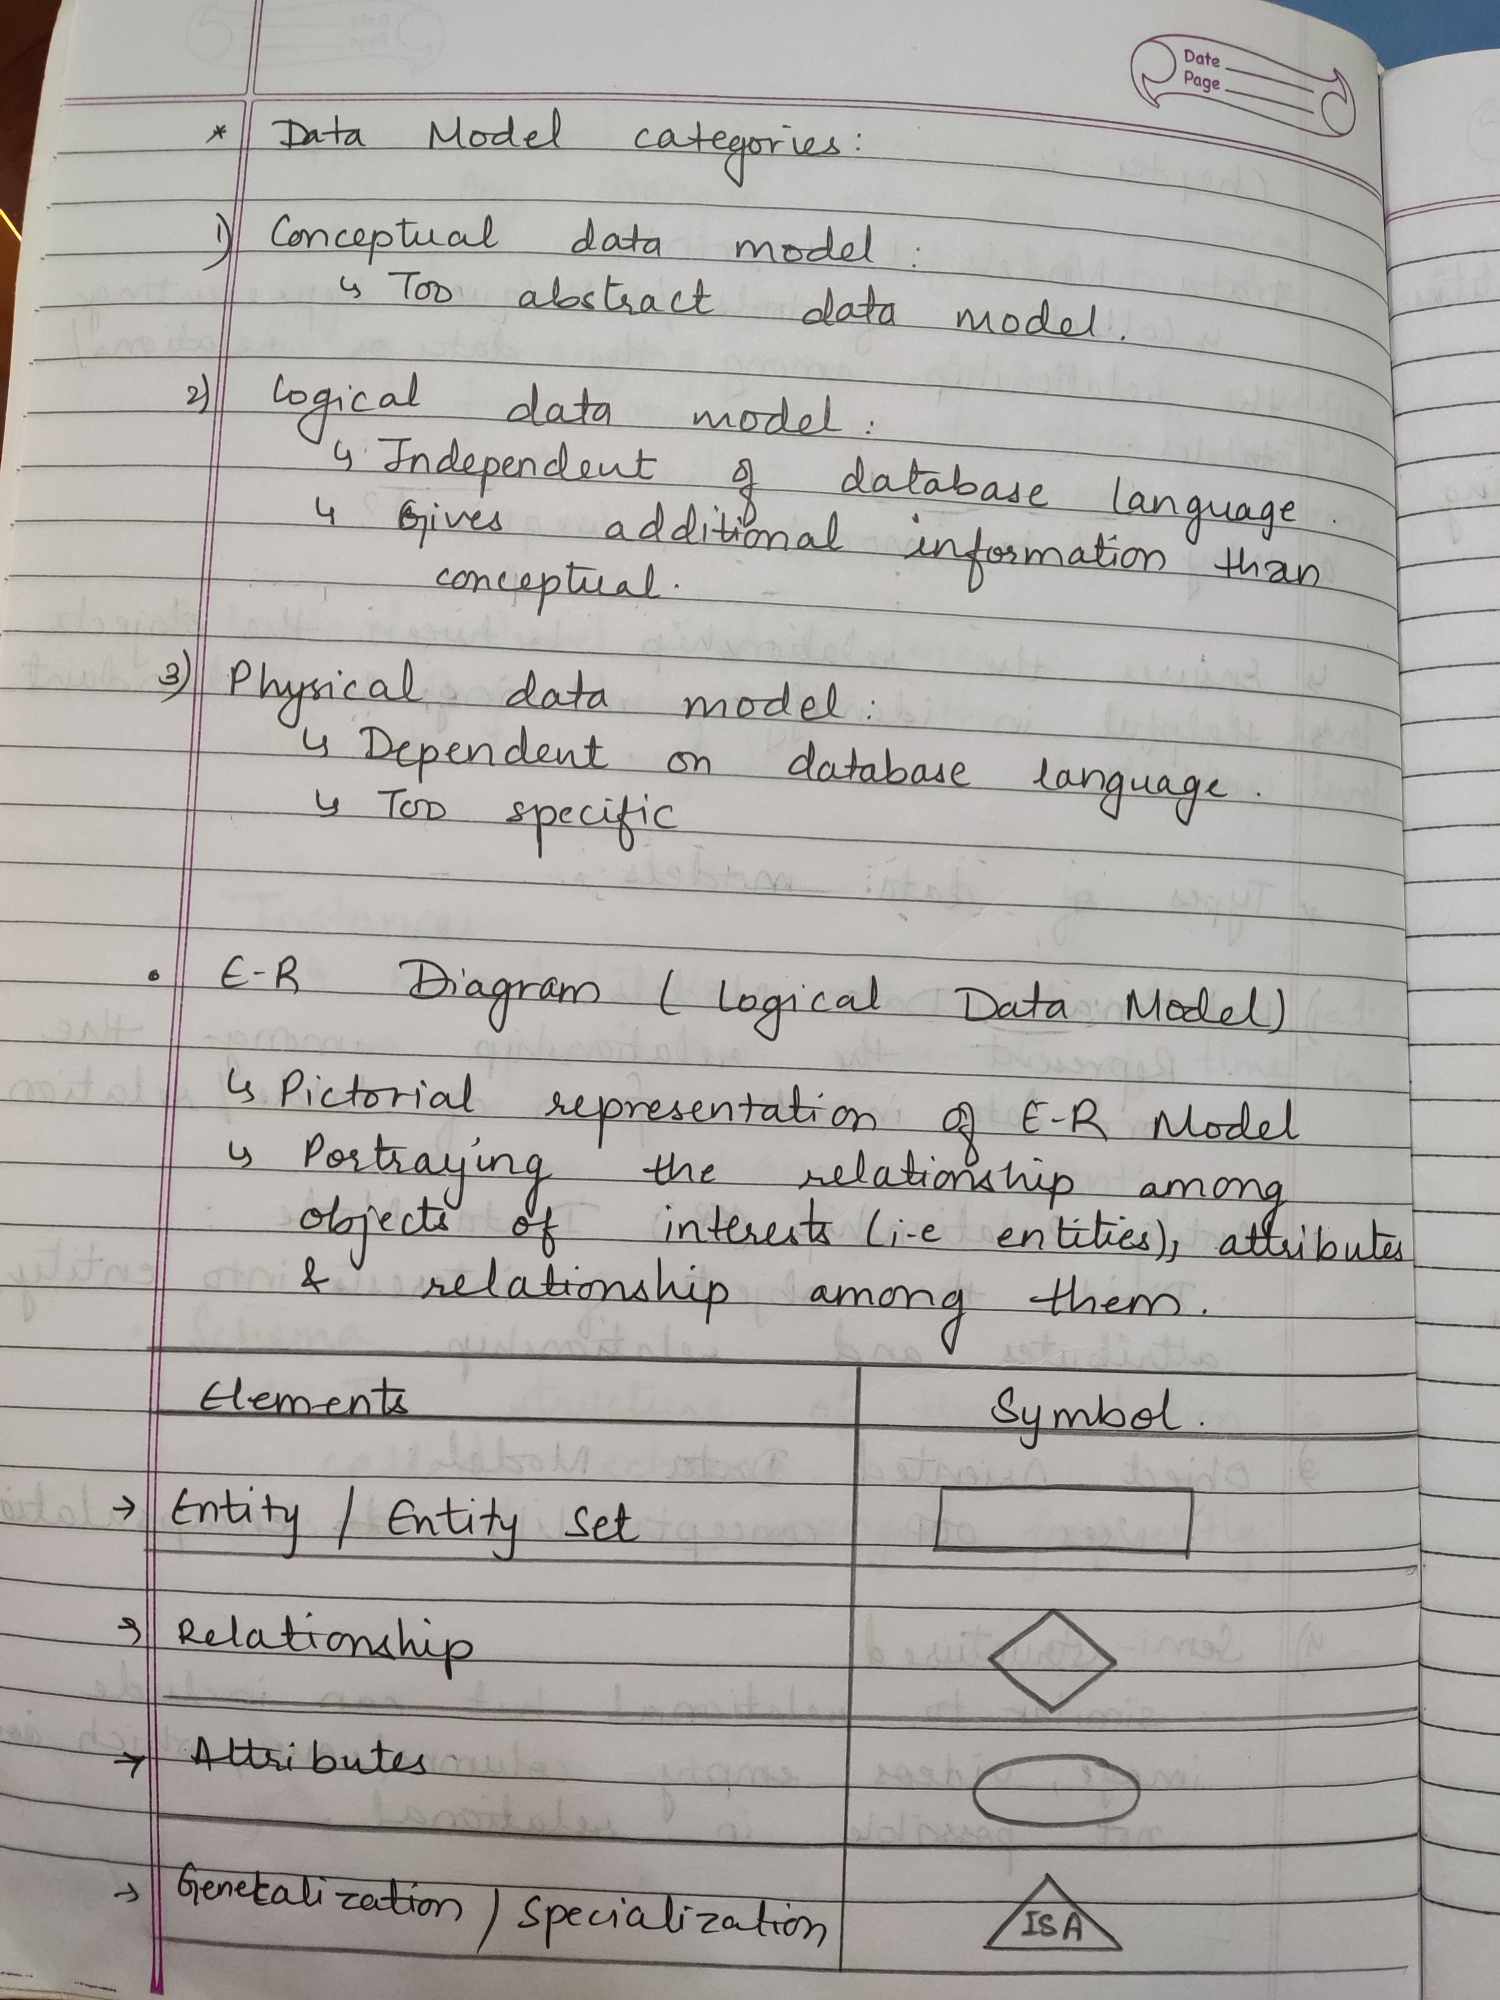 Date
Page
* Data Model categories:
1) Conceptual data model:
↳ Too abstract data model.
2) Logical data model:
↳ Independent of database language.
↳ Gives additional information than
conceptual.
3) Physical data model:
↳ Dependent on database language.
↳ Too specific
• E-R Diagram ( Logical Data Model)
↳ Pictorial representation of E-R Model
↳ Portraying the relationship among
objects of interests (i.e entities), attributes
& relationship among them.
Elements Symbol.
→ Entity / Entity Set
→ Relationship
→ Attributes
→ Generalization / Specialization ISA